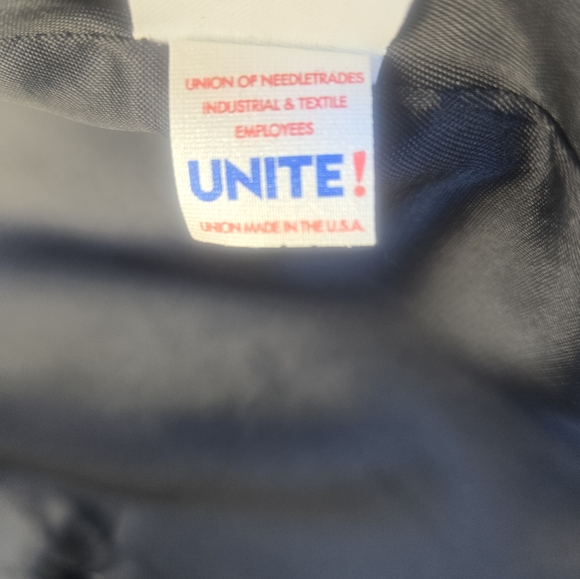 UNION OF NEEDLETRADES
INDUSTRIAL & TEXTILE
EMPLOYEES
UNITE!
UNION MADE IN THE U.S.A.